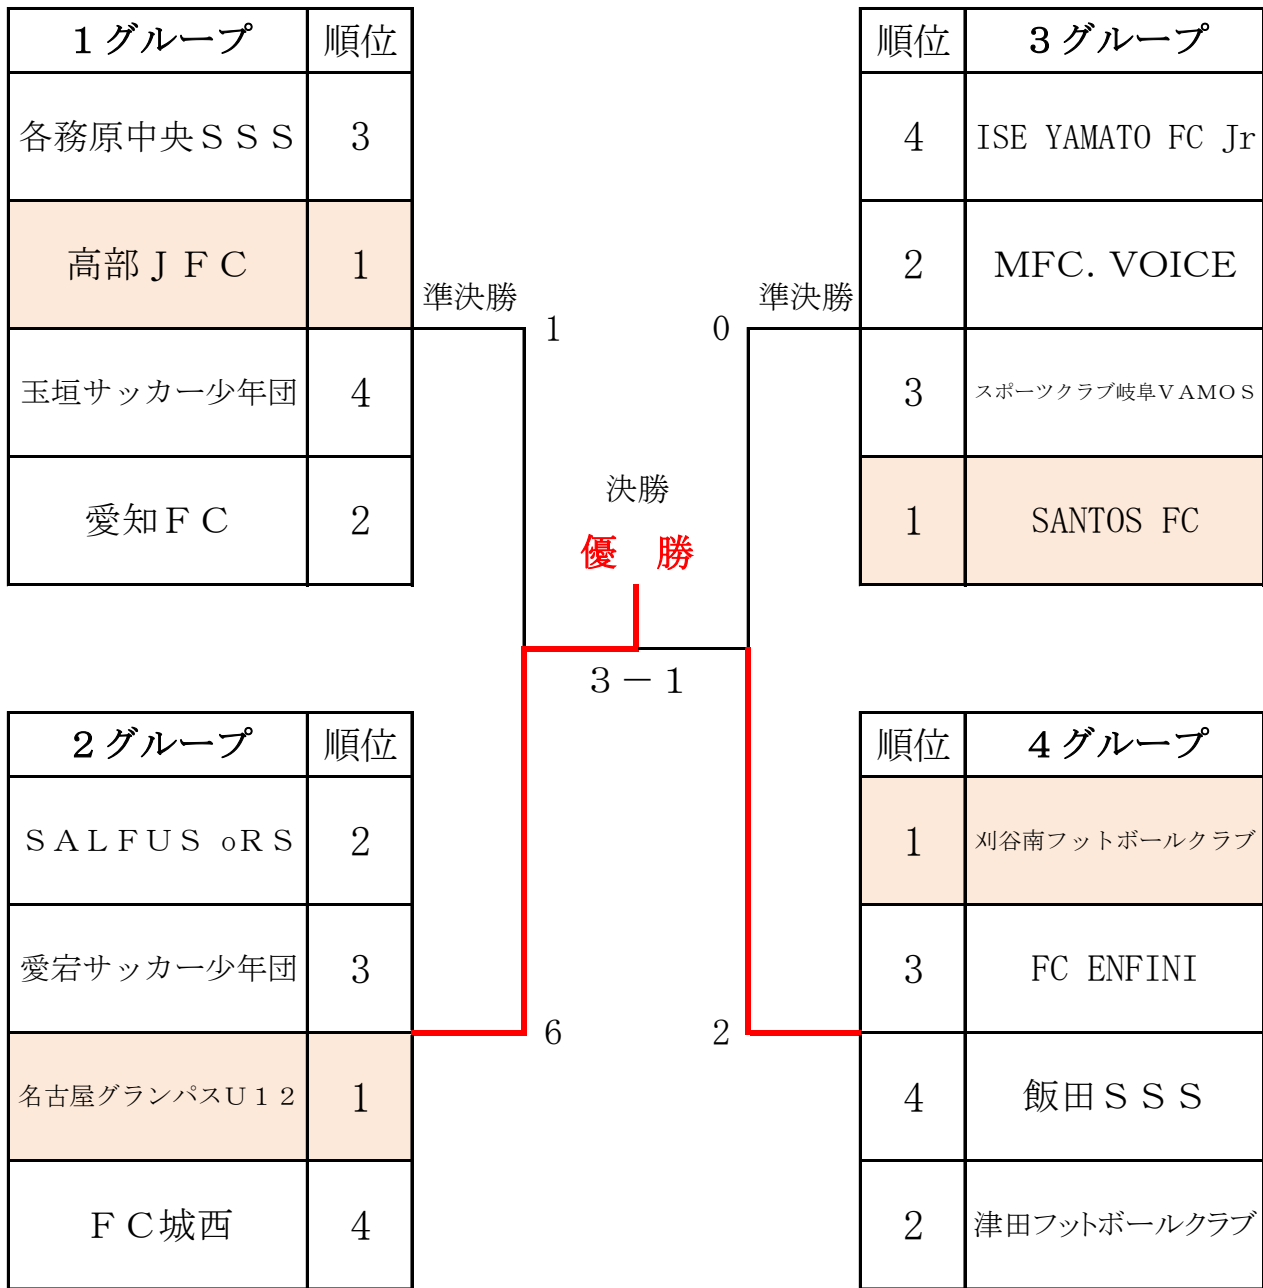 １グループ 順位
各務原中央ＳＳＳ 3
高部ＪＦＣ 1
玉垣サッカー少年団 4
愛知ＦＣ 2
順位 ３グループ
4 ISE YAMATO FC Jr
2 MFC. VOICE
3 スポーツクラブ岐阜ＶＡＭＯＳ
1 SANTOS FC
準決勝
1
0
準決勝
決勝
優　勝
３－１
２グループ 順位
ＳＡＬＦＵＳ oＲＳ 2
愛宕サッカー少年団 3
名古屋グランパスＵ１２ 1
ＦＣ城西 4
6
2
順位 ４グループ
1 刈谷南フットボールクラブ
3 FC ENFINI
4 飯田ＳＳＳ
2 津田フットボールクラブ